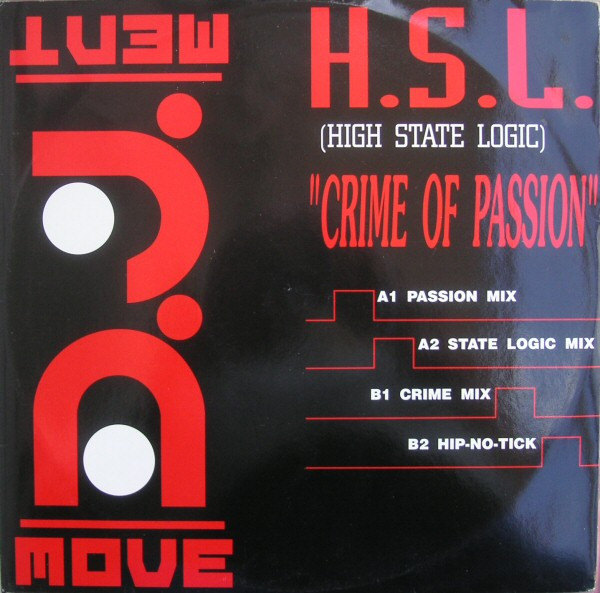 MENT
MOVE
H.S.L.
(HIGH STATE LOGIC)
"CRIME OF PASSION"
A1 PASSION MIX
A2 STATE LOGIC MIX
B1 CRIME MIX
B2 HIP-NO-TICK